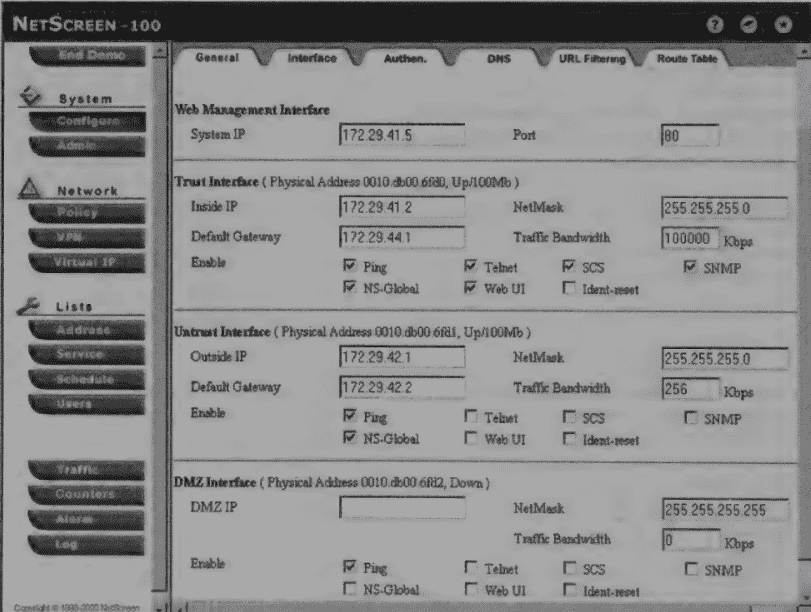 NETSCREEN-100
End Demo
General Interface Authen. DNS URL Filtering Route Table
System
Configure
Admin
Network
Policy
VPN
Virtual IP
Lists
Address
Service
Schedule
Users
Traffic
Counters
Alarm
Log
Copyright © 1998-2000 NetScreen
Web Management Interface
System IP 172.29.41.5 Port 80
Trust Interface ( Physical Address 0010.db00.6fd0, Up/100Mb )
Inside IP 172.29.41.2 NetMask 255.255.255.0
Default Gateway 172.29.44.1 Traffic Bandwidth 100000 Kbps
Enable Ping Telnet SCS SNMP
NS-Global Web UI Ident-reset
Untrust Interface ( Physical Address 0010.db00.6fd1, Up/100Mb )
Outside IP 172.29.42.1 NetMask 255.255.255.0
Default Gateway 172.29.42.2 Traffic Bandwidth 256 Kbps
Enable Ping Telnet SCS SNMP
NS-Global Web UI Ident-reset
DMZ Interface ( Physical Address 0010.db00.6fd2, Down )
DMZ IP NetMask 255.255.255.255
Traffic Bandwidth 0 Kbps
Enable Ping Telnet SCS SNMP
NS-Global Web UI Ident-reset